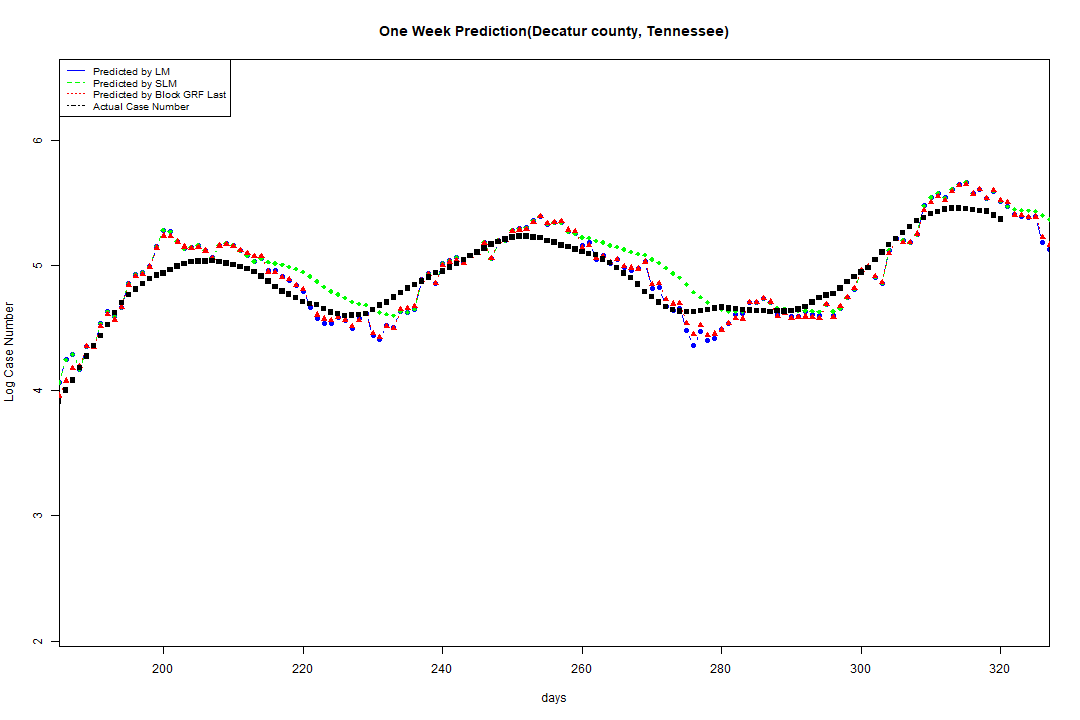 One Week Prediction(Decatur county, Tennessee)
Predicted by LM
Predicted by SLM
Predicted by Block GRF Last
Actual Case Number
6
5
4
3
2
Log Case Number
200 220 240 260 280 300 320
days